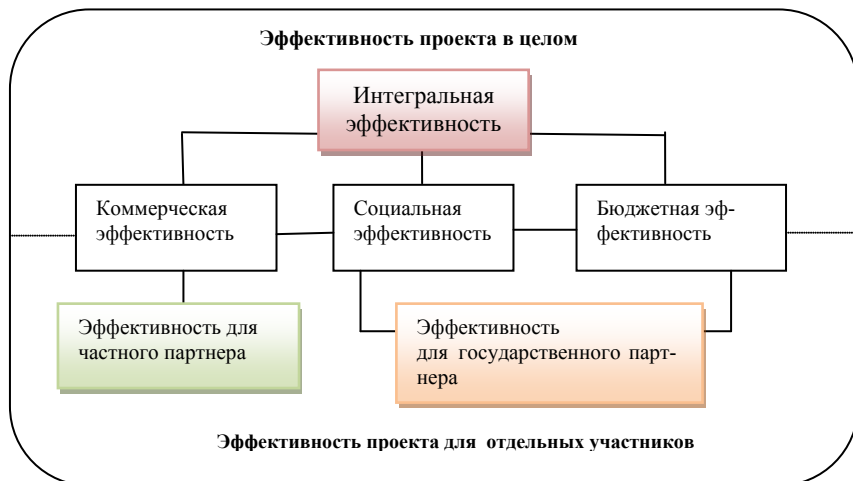 Эффективность проекта в целом
Интегральная
эффективность
Коммерческая
эффективность
Социальная
эффективность
Бюджетная эф-
фективность
Эффективность для
частного партнера
Эффективность
для государственного парт-
нера
Эффективность проекта для отдельных участников